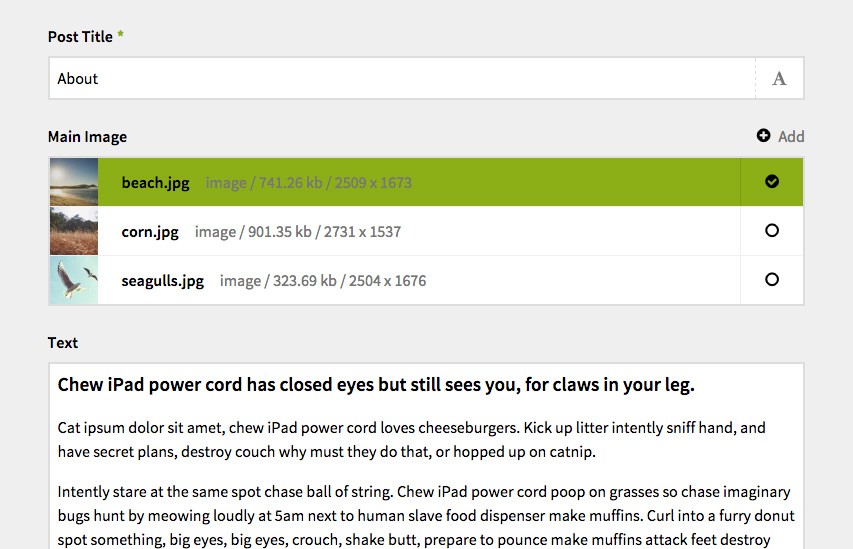 Post Title *
About
A
Main Image
Add
beach.jpg image / 741.26 kb / 2509 x 1673
corn.jpg image / 901.35 kb / 2731 x 1537
seagulls.jpg image / 323.69 kb / 2504 x 1676
Text
Chew iPad power cord has closed eyes but still sees you, for claws in your leg.
Cat ipsum dolor sit amet, chew iPad power cord loves cheeseburgers. Kick up litter intently sniff hand, and
have secret plans, destroy couch why must they do that, or hopped up on catnip.
Intently stare at the same spot chase ball of string. Chew iPad power cord poop on grasses so chase imaginary
bugs hunt by meowing loudly at 5am next to human slave food dispenser make muffins. Curl into a furry donut
spot something, big eyes, big eyes, crouch, shake butt, prepare to pounce make muffins attack feet destroy